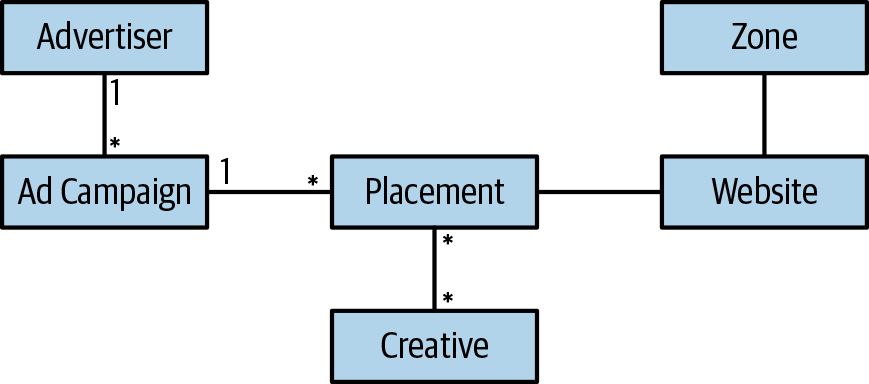 Advertiser
Zone
1
*
Ad Campaign
1
*
Placement
Website
*
*
Creative